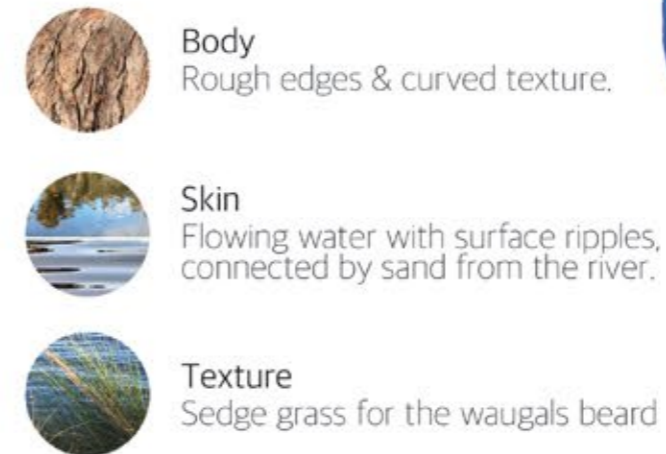 Body
Rough edges & curved texture.
Skin
Flowing water with surface ripples,
connected by sand from the river.
Texture
Sedge grass for the waugals beard